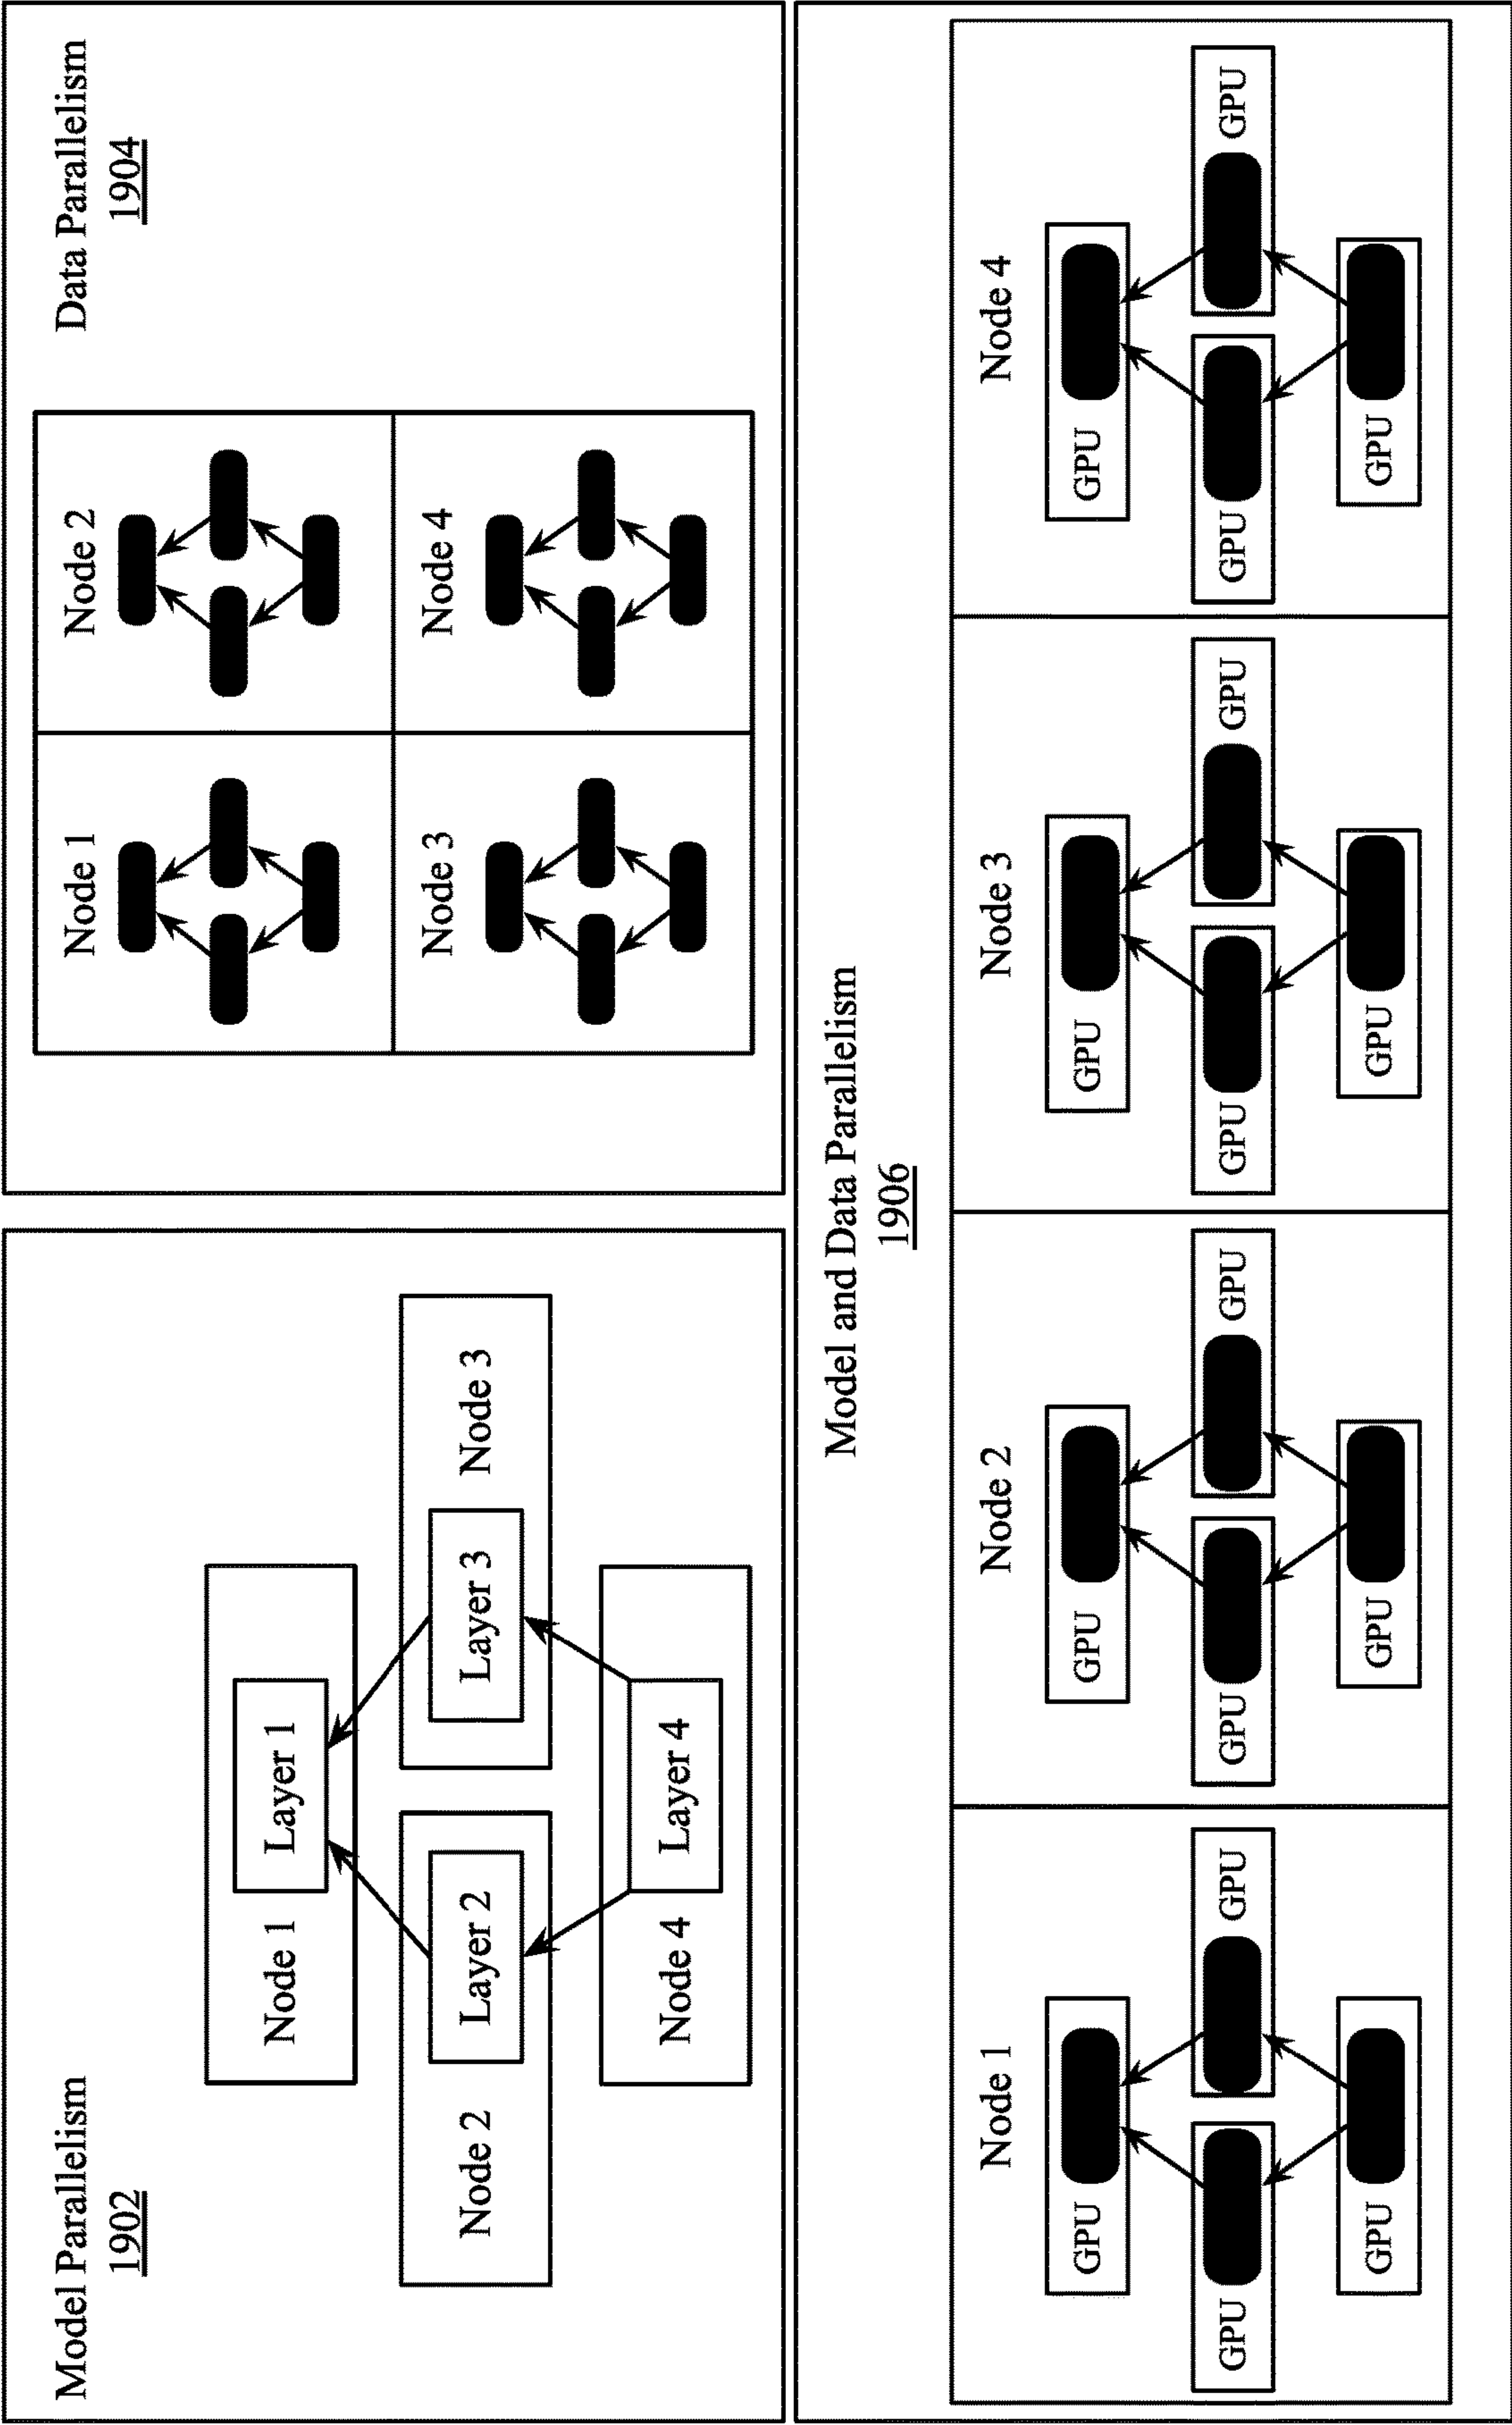 Model Parallelism
1902
Node 1
Layer 1
Node 2
Layer 2
Layer 3
Node 3
Node 4
Layer 4
Data Parallelism
1904
Node 1
Node 2
Node 3
Node 4
Model and Data Parallelism
1906
Node 1
GPU
GPU
GPU
GPU
Node 2
GPU
GPU
GPU
GPU
Node 3
GPU
GPU
GPU
GPU
Node 4
GPU
GPU
GPU
GPU